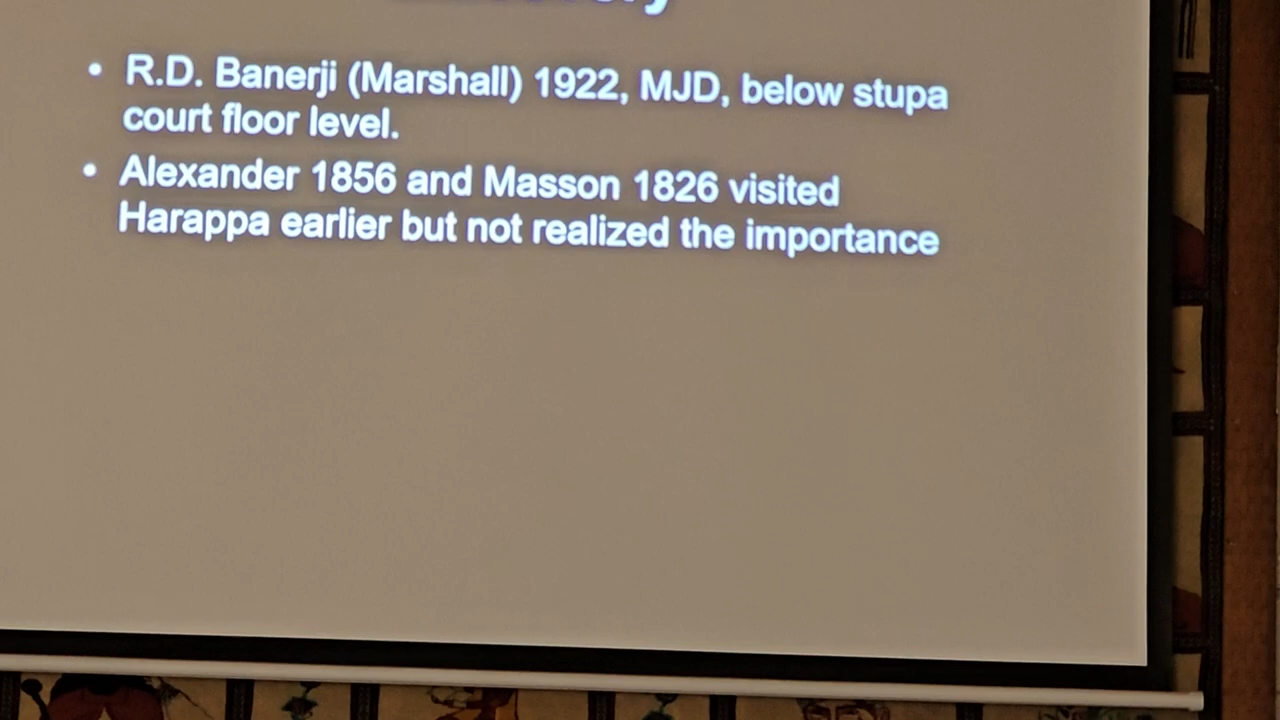 • R.D. Banerji (Marshall) 1922, MJD, below stupa
court floor level.
• Alexander 1856 and Masson 1826 visited
Harappa earlier but not realized the importance